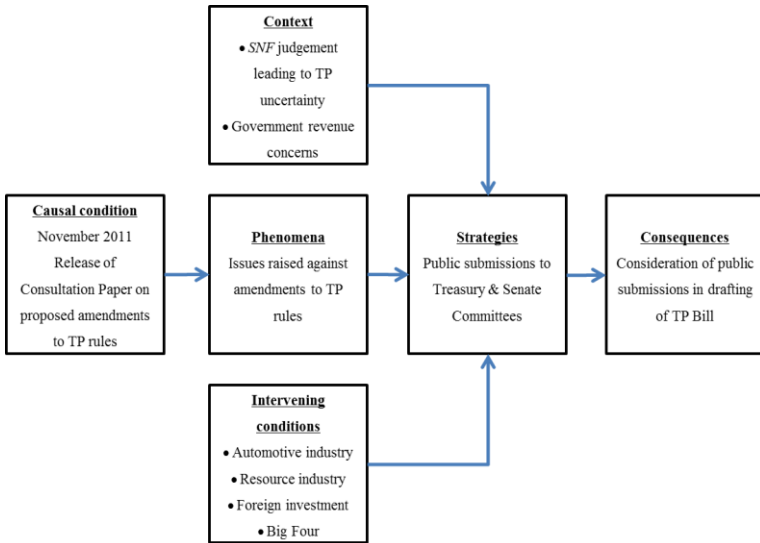 Context
• SNF judgement
leading to TP
uncertainty
• Government revenue
concerns
Causal condition
November 2011
Release of
Consultation Paper on
proposed amendments
to TP rules
Phenomena
Issues raised against
amendments to TP
rules
Strategies
Public submissions to
Treasury & Senate
Committees
Consequences
Consideration of public
submissions in drafting
of TP Bill
Intervening
conditions
• Automotive industry
• Resource industry
• Foreign investment
• Big Four